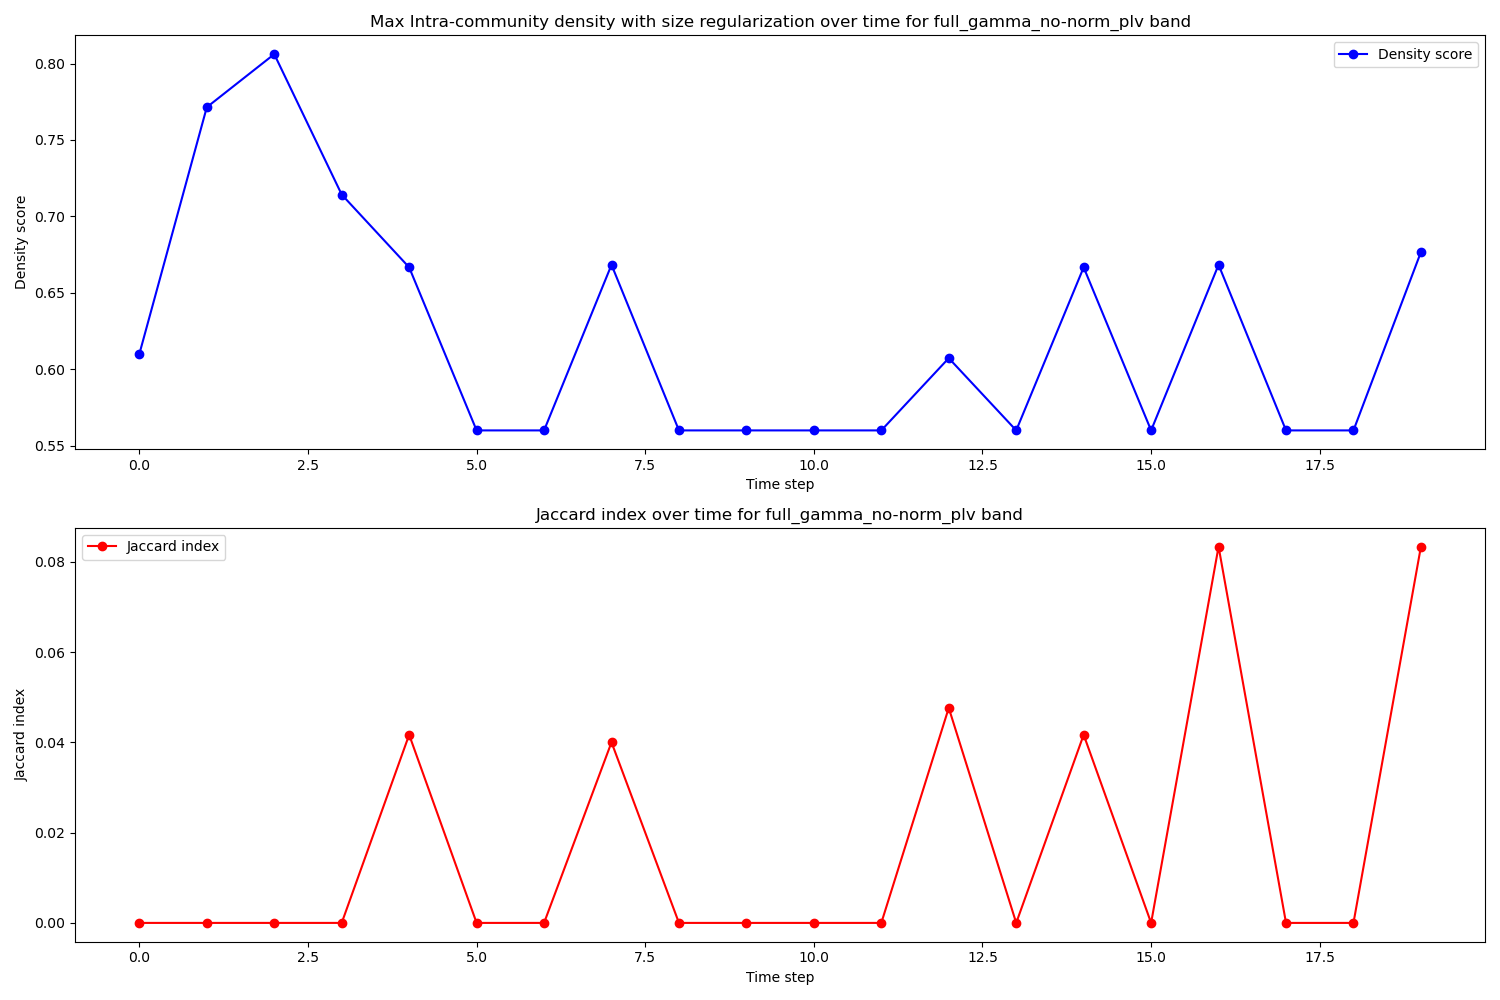 Max Intra-community density with size regularization over time for full_gamma_no-norm_plv band
Density score
0.80
0.75
0.70
0.65
0.60
0.55
Density score
0.0 2.5 5.0 7.5 10.0 12.5 15.0 17.5
Time step
Jaccard index over time for full_gamma_no-norm_plv band
Jaccard index
0.08
0.06
0.04
0.02
0.00
Jaccard index
0.0 2.5 5.0 7.5 10.0 12.5 15.0 17.5
Time step